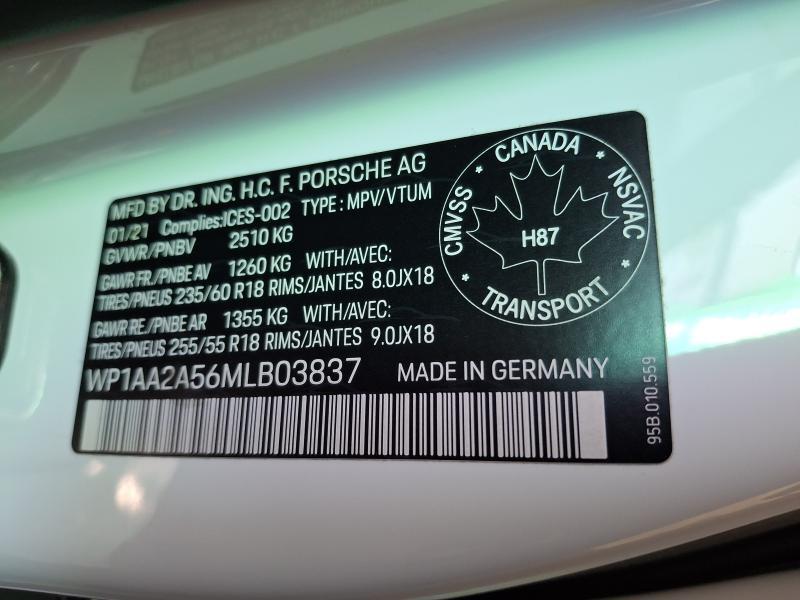 MFD BY DR. ING. H.C. F. PORSCHE AG
01/21 Complies:ICES-002 TYPE : MPV/VTUM
GVWR/PNBV 2510 KG
GAWR FR./PNBE AV 1260 KG WITH/AVEC:
TIRES/PNEUS 235/60 R18 RIMS/JANTES 8.0JX18
GAWR RE./PNBE AR 1355 KG WITH/AVEC:
TIRES/PNEUS 255/55 R18 RIMS/JANTES 9.0JX18
WP1AA2A56MLB03837 MADE IN GERMANY
CMVSS * CANADA * NSVAC
H87
* TRANSPORT *
95B.010.559